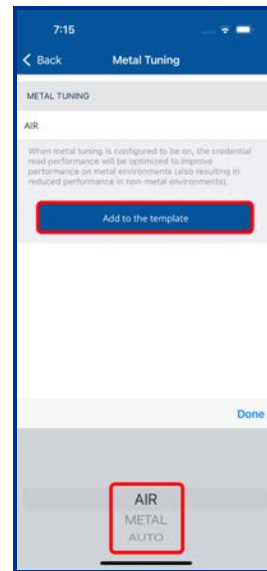 7:15
Back Metal Tuning
METAL TUNING
AIR
When metal tuning is configured to be on, the credential
read performance will be optimized to improve
performance on metal environments (also resulting in
reduced performance in non-metal environments).
Add to the template
Done
AIR
METAL
AUTO